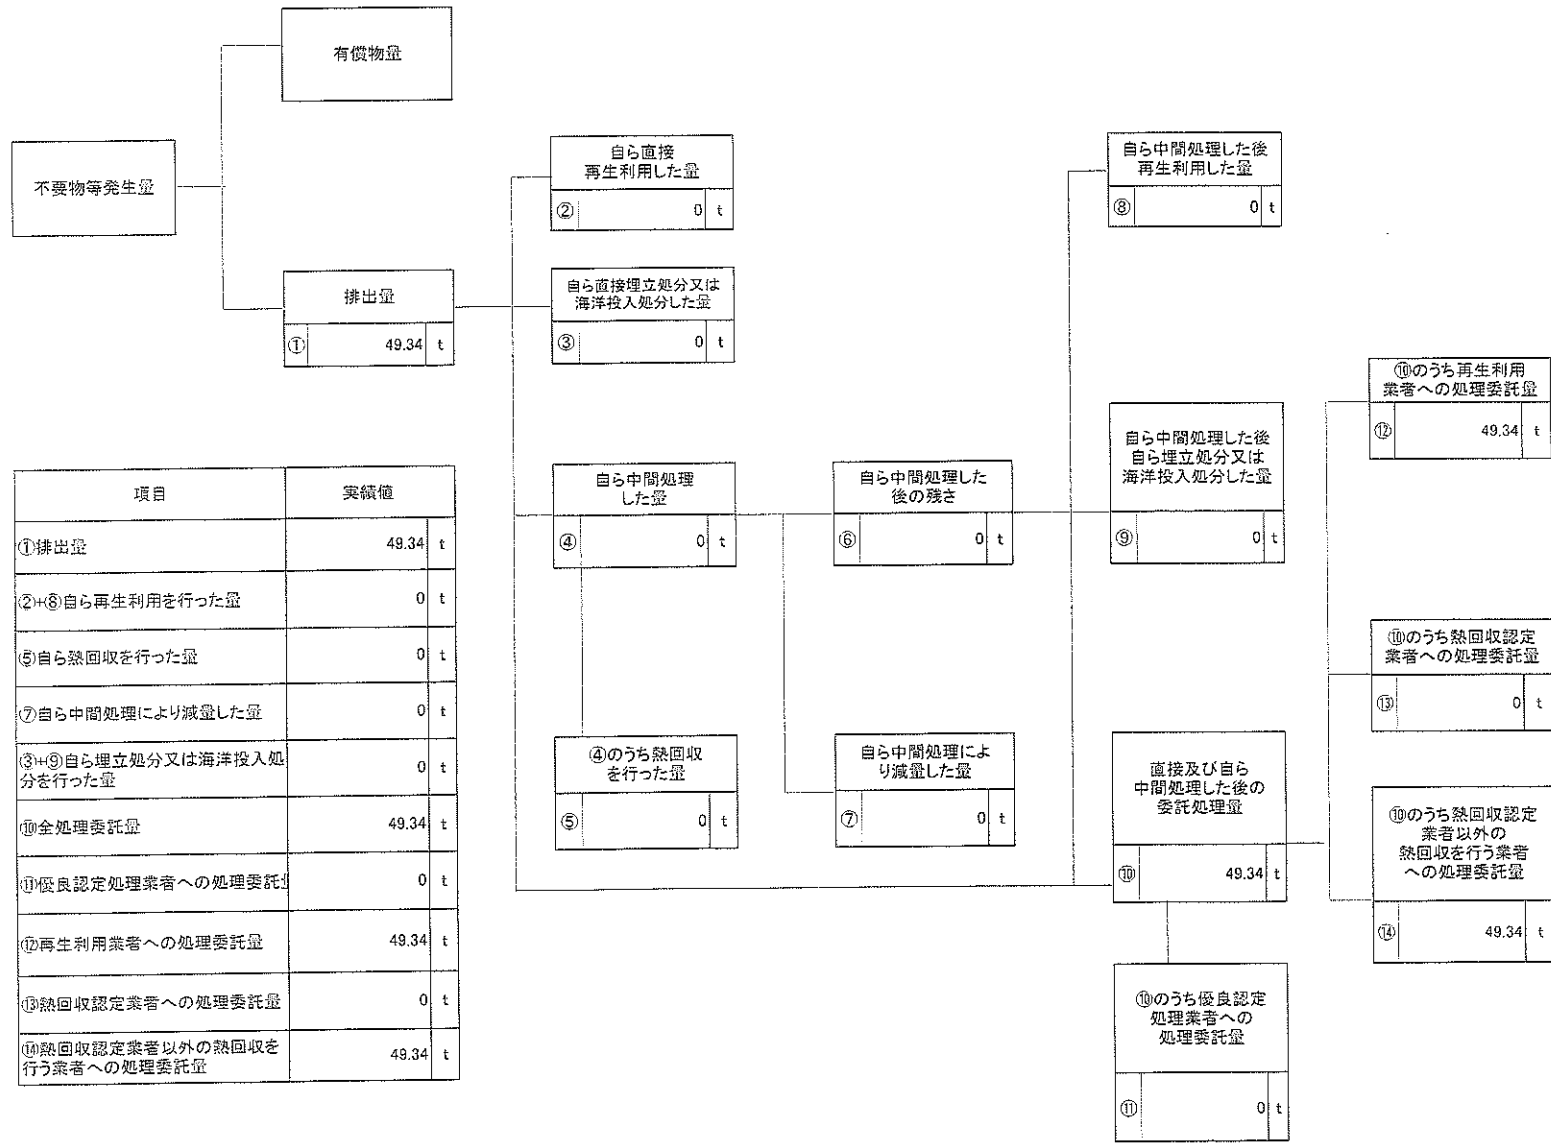 有償物量
不要物等発生量
排出量
① 49.34 t
自ら直接
再生利用した量
② 0 t
自ら直接埋立処分又は
海洋投入処分した量
③ 0 t
自ら中間処理
した量
④ 0 t
④のうち熱回収
を行った量
⑤ 0 t
自ら中間処理した
後の残さ
⑥ 0 t
自ら中間処理によ
り減量した量
⑦ 0 t
自ら中間処理した後
再生利用した量
⑧ 0 t
自ら中間処理した後
自ら埋立処分又は
海洋投入処分した量
⑨ 0 t
直接及び自ら
中間処理した後の
委託処理量
⑩ 49.34 t
⑩のうち優良認定
処理業者への
処理委託量
⑪ 0 t
⑩のうち再生利用
業者への処理委託量
⑫ 49.34 t
⑩のうち熱回収認定
業者への処理委託量
⑬ 0 t
⑩のうち熱回収認定
業者以外の
熱回収を行う業者
への処理委託量
⑭ 49.34 t
項目 実績値
①排出量 49.34 t
②+⑧自ら再生利用を行った量 0 t
⑤自ら熱回収を行った量 0 t
⑦自ら中間処理により減量した量 0 t
③+⑨自ら埋立処分又は海洋投入処
分を行った量 0 t
⑩全処理委託量 49.34 t
⑪優良認定処理業者への処理委託 0 t
⑫再生利用業者への処理委託量 49.34 t
⑬熱回収認定業者への処理委託量 0 t
⑭熱回収認定業者以外の熱回収を
行う業者への処理委託量 49.34 t